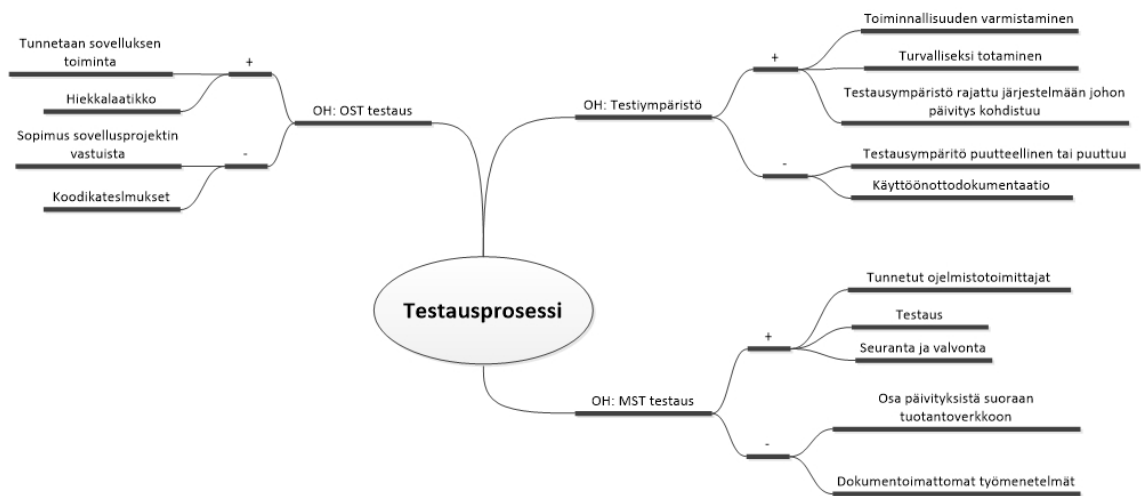 Testausprosessi
OH: OST testaus
+
Tunnetaan sovelluksen
toiminta
Hiekkalaatikko
-
Sopimus sovellusprojektin
vastuista
Koodikateslmukset
OH: Testiympäristö
+
Toiminnallisuuden varmistaminen
Turvalliseksi totaminen
Testausympäristö rajattu järjestelmään johon
päivitys kohdistuu
-
Testausympäritö puutteellinen tai puuttuu
Käyttöönottodokumentaatio
OH: MST testaus
+
Tunnetut ojelmistotoimittajat
Testaus
Seuranta ja valvonta
-
Osa päivityksistä suoraan
tuotantoverkkoon
Dokumentoimattomat työmenetelmät